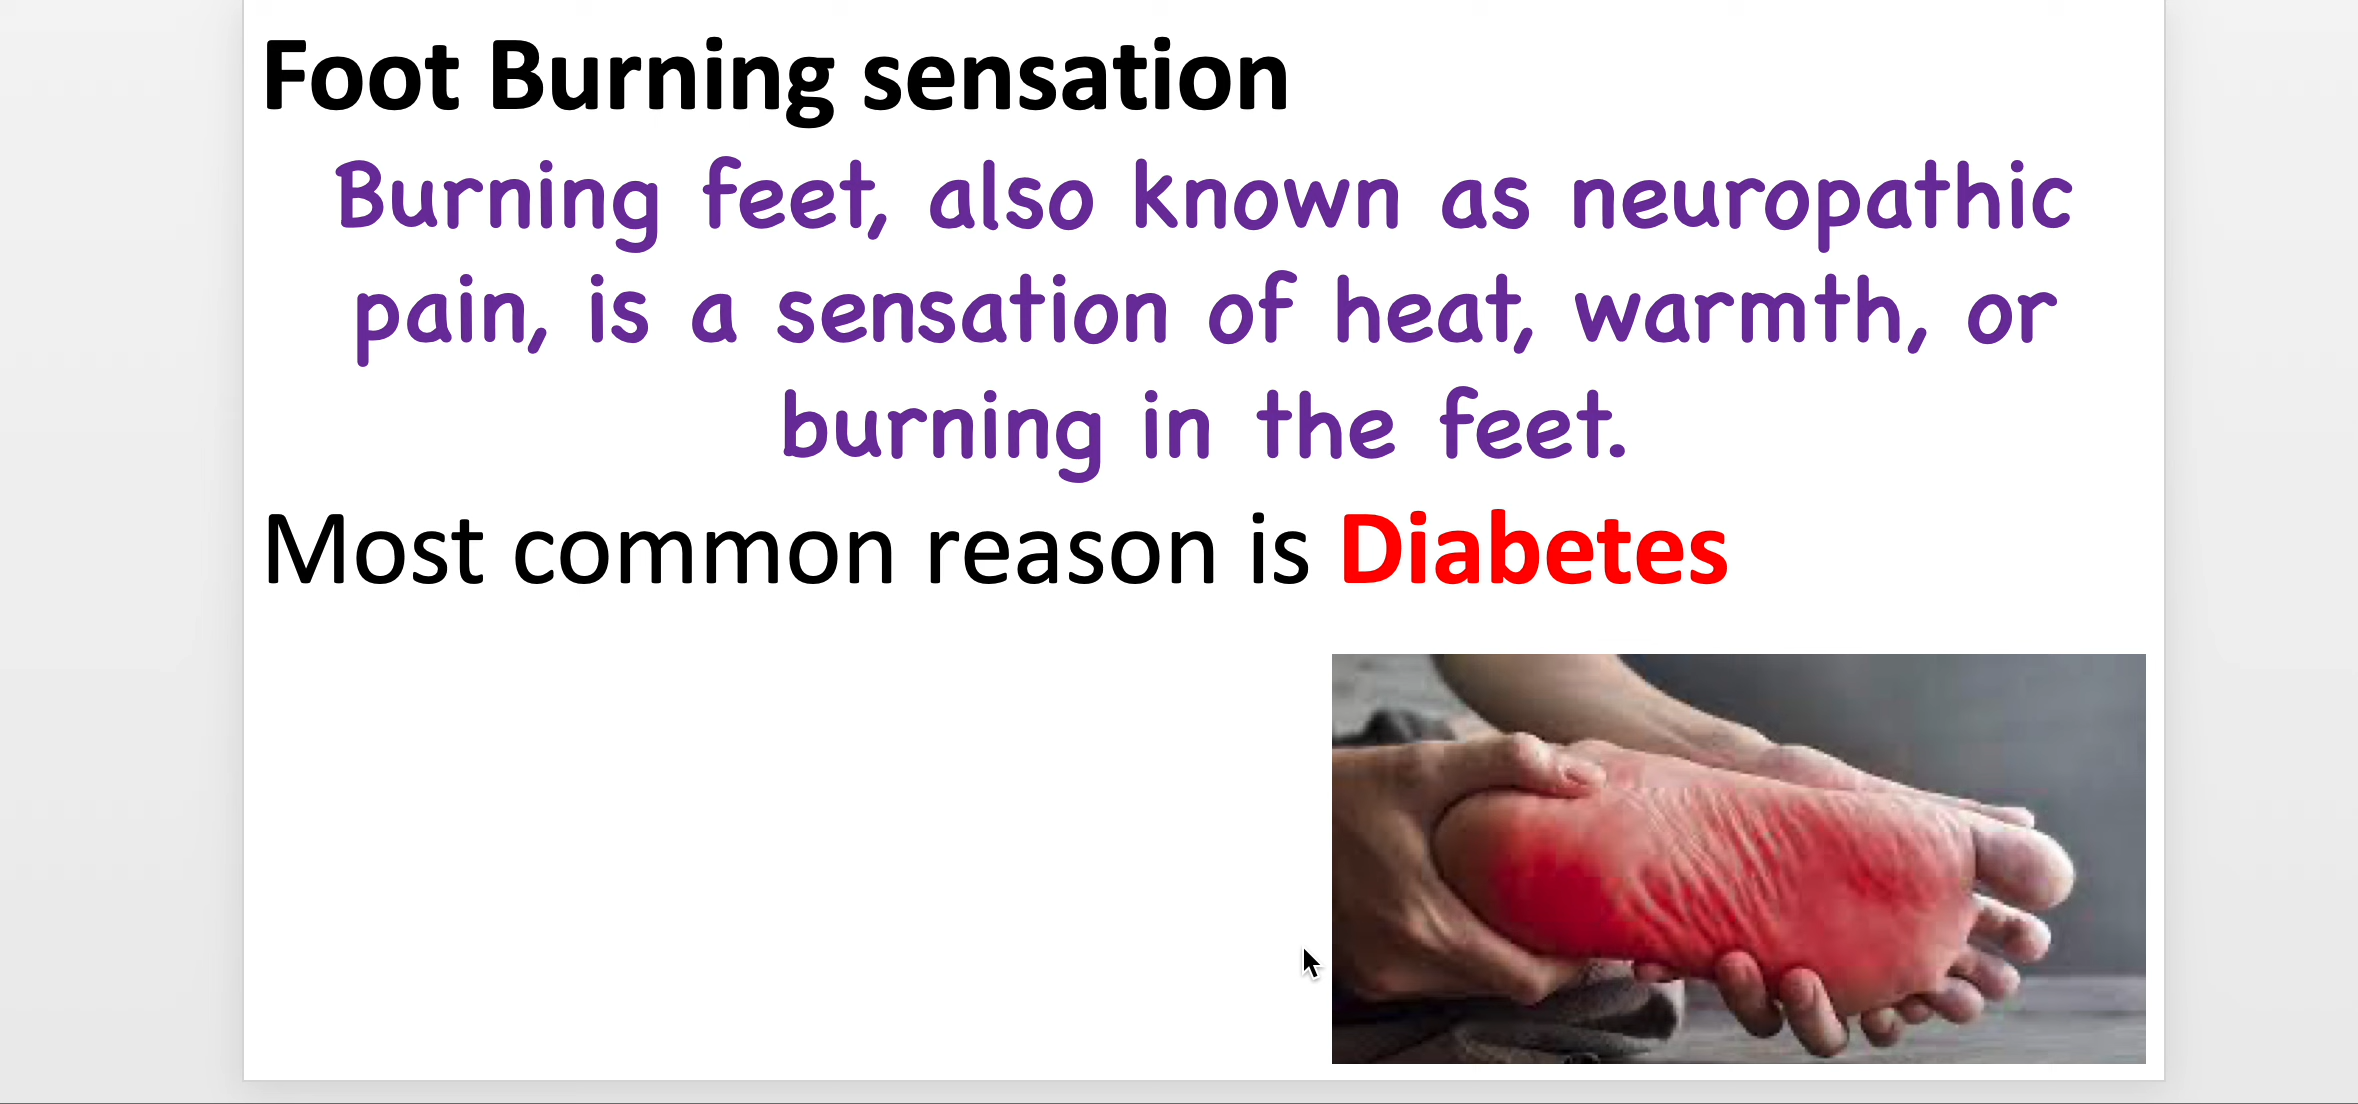 Foot Burning sensation
Burning feet, also known as neuropathic
pain, is a sensation of heat, warmth, or
burning in the feet.
Most common reason is Diabetes